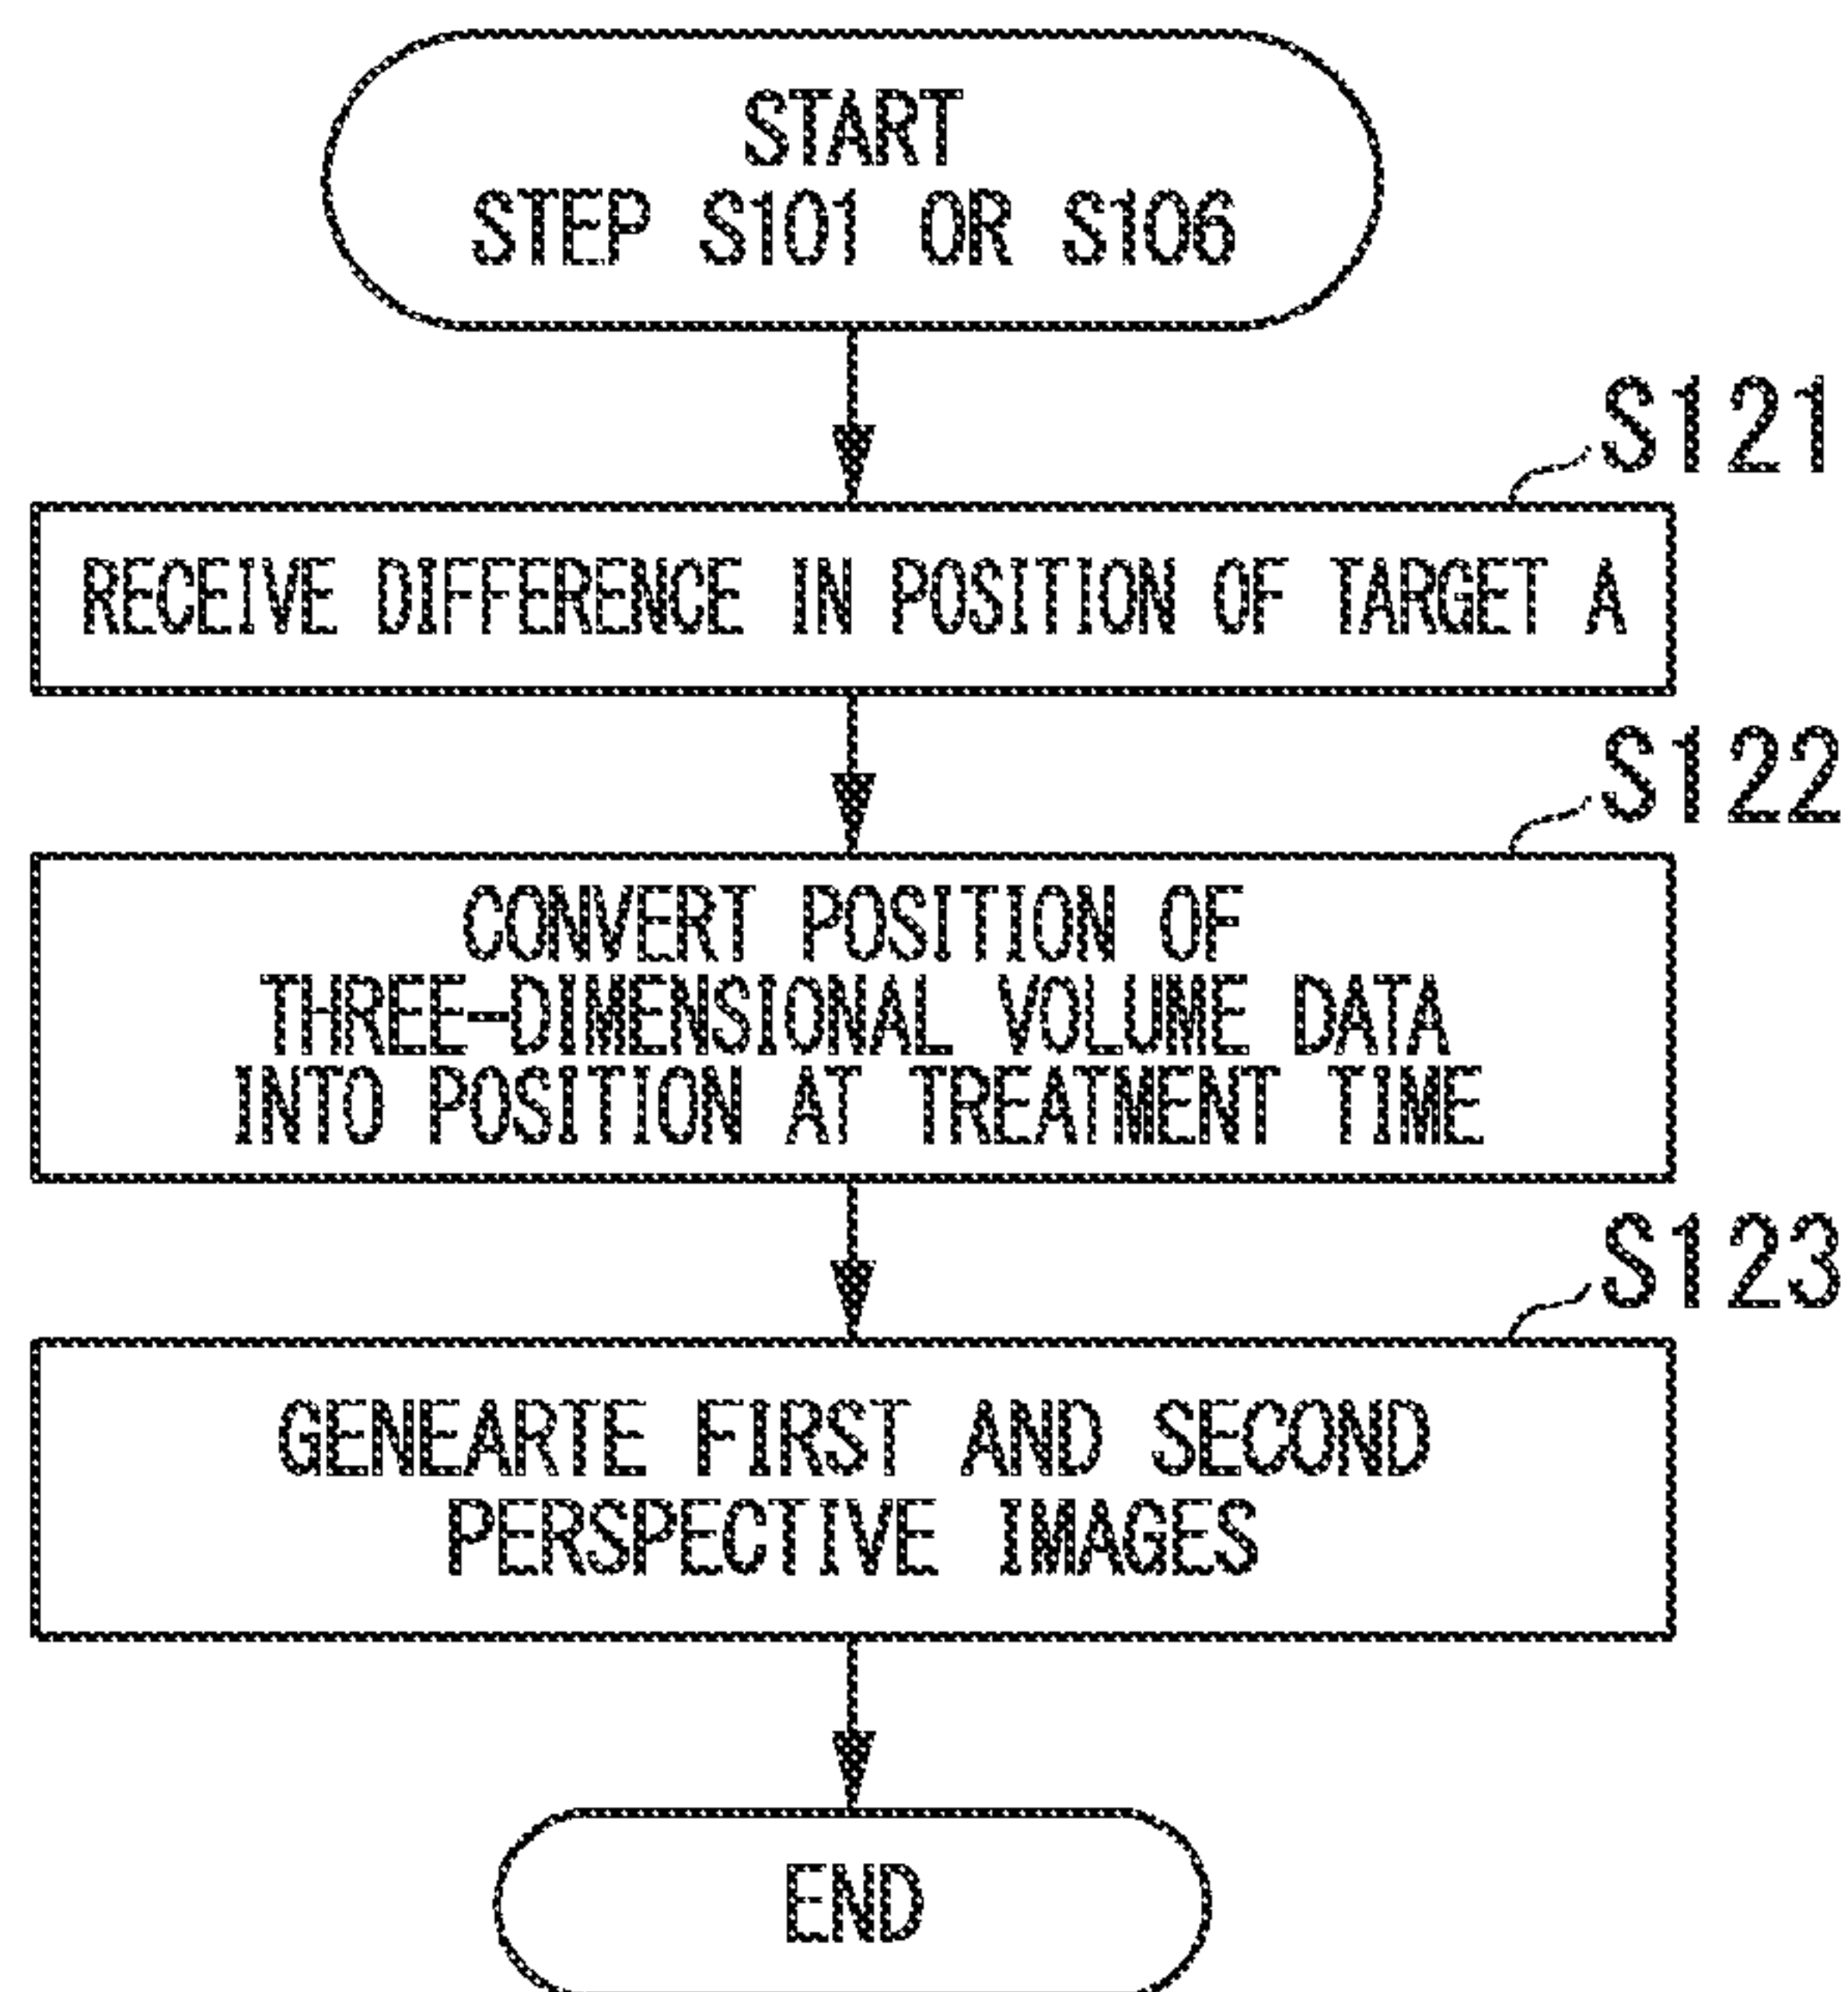 START
STEP S101 OR S106
S121
RECEIVE DIFFERENCE IN POSITION OF TARGET A
S122
CONVERT POSITION OF
THREE-DIMENSIONAL VOLUME DATA
INTO POSITION AT TREATMENT TIME
S123
GENEARTE FIRST AND SECOND
PERSPECTIVE IMAGES
END